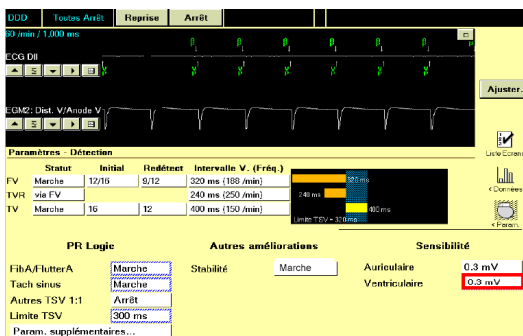 DDD Toutes Arrêt Reprise Arrêt
60 /min / 1,000 ms
ECG DII
EGM2: Dist. V/Anode V
Ajuster.
Paramètres - Détection
Liste Ecran
Statut Initial Redétect Intervalle V. (Fréq.)
FV Marche 12/16 9/12 320 ms (188 /min) 320 ms
TVR via FV 240 ms (250 /min) 240 ms
TV Marche 16 12 400 ms (150 /min) 400 ms
Limite TSV = 320 ms
< Données
< Param.
PR Logic Autres améliorations Sensibilité
FibA/FlutterA Marche Stabilité Marche Auriculaire 0.3 mV
Tach sinus Marche Ventriculaire 0.3 mV
Autres TSV 1:1 Arrêt
Limite TSV 300 ms
Param. supplémentaires...